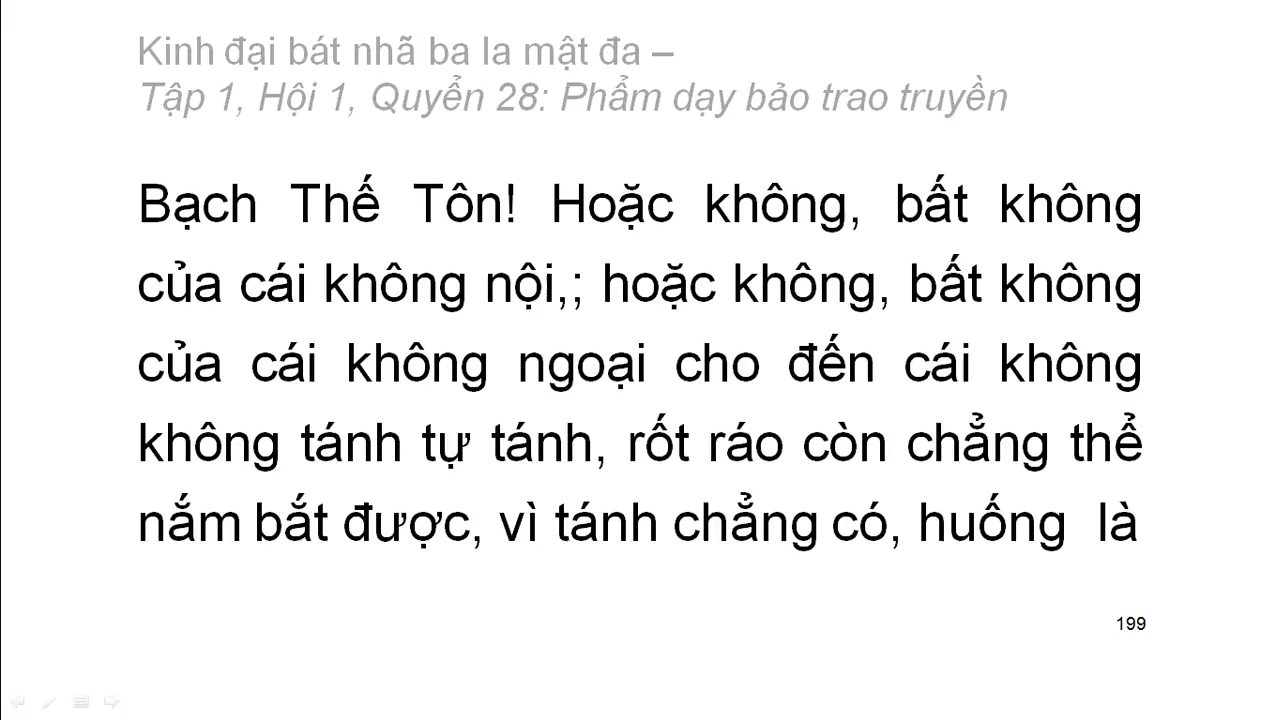 Kinh đại bát nhã ba la mật đa –
Tập 1, Hội 1, Quyển 28: Phẩm dạy bảo trao truyền
Bạch Thế Tôn! Hoặc không, bất không
của cái không nội,; hoặc không, bất không
của cái không ngoại cho đến cái không
không tánh tự tánh, rốt ráo còn chẳng thể
nắm bắt được, vì tánh chẳng có, huống là
199